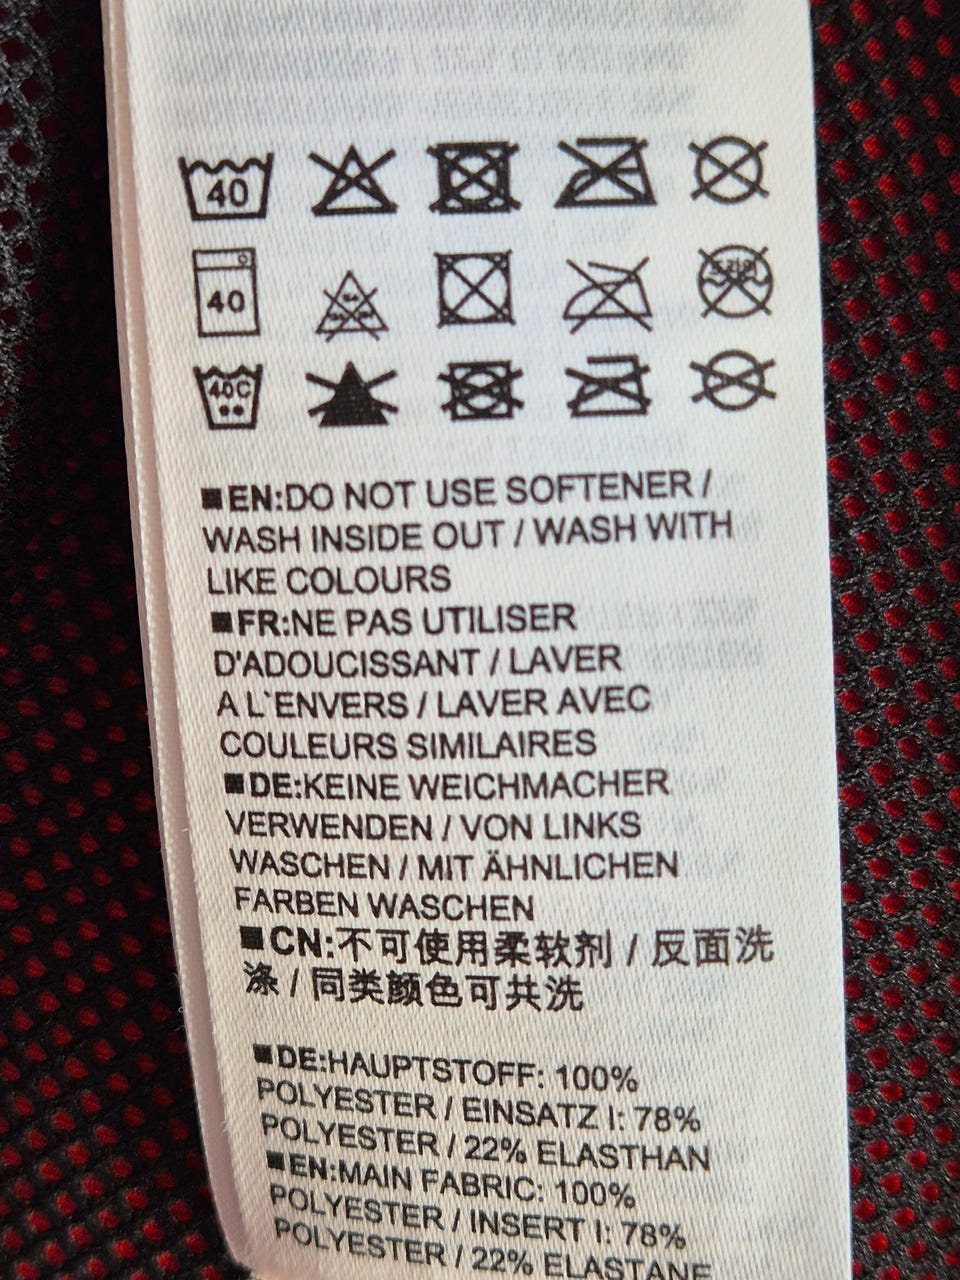 40
40
40C
■EN:DO NOT USE SOFTENER /
WASH INSIDE OUT / WASH WITH
LIKE COLOURS
■FR:NE PAS UTILISER
D'ADOUCISSANT / LAVER
A L`ENVERS / LAVER AVEC
COULEURS SIMILAIRES
■DE:KEINE WEICHMACHER
VERWENDEN / VON LINKS
WASCHEN / MIT ÄHNLICHEN
FARBEN WASCHEN
■CN:不可使用柔软剂 / 反面洗
涤 / 同类颜色可共洗
■DE:HAUPTSTOFF: 100%
POLYESTER / EINSATZ I: 78%
POLYESTER / 22% ELASTHAN
■EN:MAIN FABRIC: 100%
POLYESTER / INSERT I: 78%
POLYESTER / 22% ELASTANE